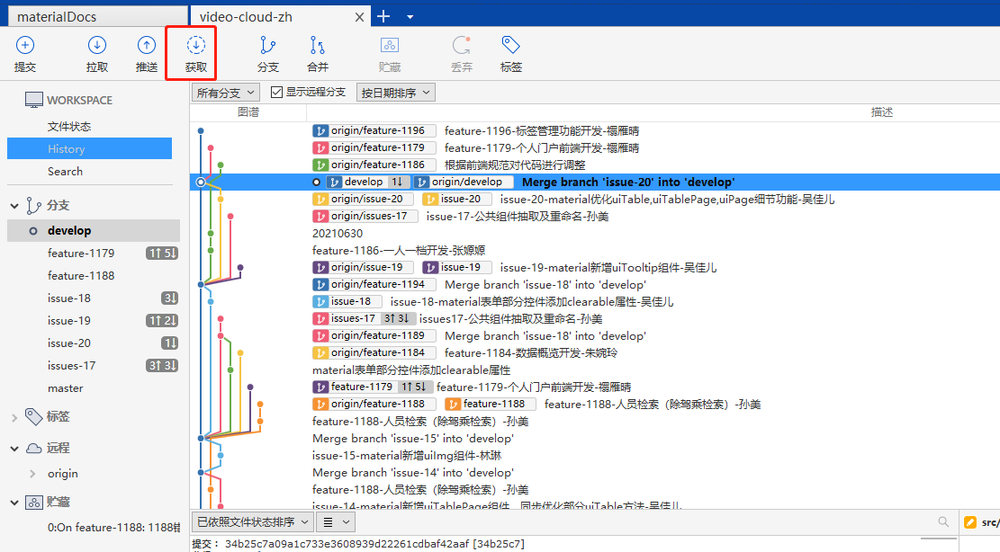 materialDocs
video-cloud-zh
提交
拉取
推送
获取
分支
合并
贮藏
丢弃
标签
WORKSPACE
文件状态
History
Search
分支
develop
feature-1179 1↑ 5↓
feature-1188
issue-18 3↓
issue-19 1↑ 2↓
issue-20 1↓
issues-17 3↑ 3↓
master
标签
远程
origin
贮藏
0:On feature-1188: 1188错
所有分支 显示远程分支 按日期排序
图谱 描述
origin/feature-1196 feature-1196-标签管理功能开发-禤雁晴
origin/feature-1179 feature-1179-个人门户前端开发-禤雁晴
origin/feature-1186 根据前端规范对代码进行调整
develop 1↓ origin/develop Merge branch 'issue-20' into 'develop'
origin/issue-20 issue-20 issue-20-material优化uiTable,uiTablePage,uiPage细节功能-吴佳儿
origin/issues-17 issue-17-公共组件抽取及重命名-孙美
20210630
feature-1186-一人一档开发-张嫄嫄
origin/issue-19 issue-19 issue-19-material新增uiTooltip组件-吴佳儿
origin/feature-1194 Merge branch 'issue-18' into 'develop'
issue-18 issue-18-material表单部分控件添加clearable属性-吴佳儿
issues-17 3↑ 3↓ issues17-公共组件抽取及重命名-孙美
origin/feature-1189 Merge branch 'issue-18' into 'develop'
origin/feature-1184 feature-1184-数据概览开发-朱婉玲
material表单部分控件添加clearable属性
feature-1179 1↑ 5↓ feature-1179-个人门户前端开发-禤雁晴
origin/feature-1188 feature-1188 feature-1188-人员检索（除驾乘检索）-孙美
feature-1188-人员检索（除驾乘检索）-孙美
Merge branch 'issue-15' into 'develop'
issue-15-material新增uiImg组件-林琳
Merge branch 'issue-14' into 'develop'
feature-1188-人员检索（除驾乘检索）-孙美
issue-14-material新增uiTablePage组件，同步优化部分uiTable方法-吴佳儿
已依照文件状态排序
src/
提交: 34b25c7a09a1c733e3608939d22261cdbaf42aaf [34b25c7]